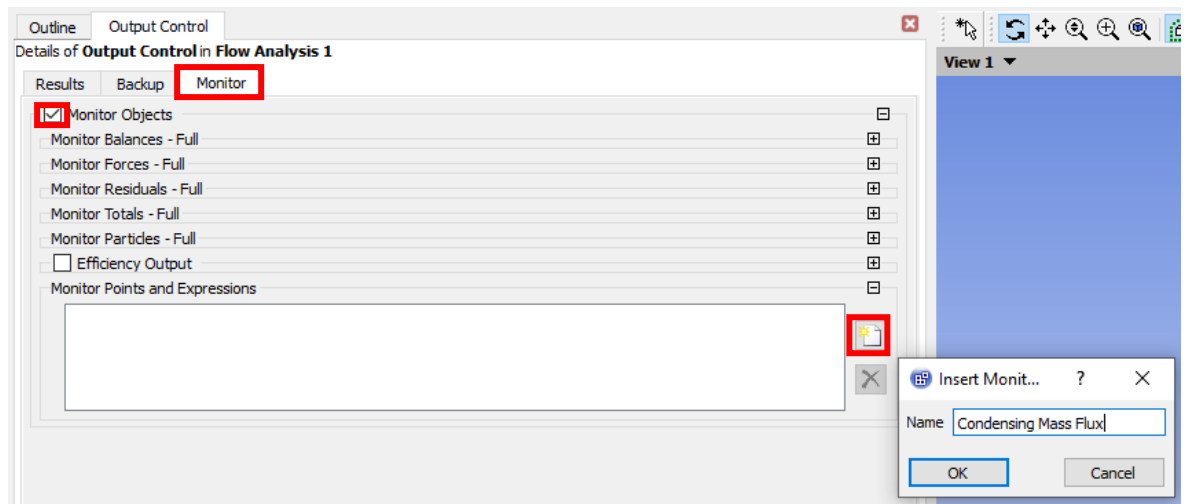 Outline Output Control
Details of Output Control in Flow Analysis 1
View 1
Results Backup Monitor
Monitor Objects
Monitor Balances - Full
Monitor Forces - Full
Monitor Residuals - Full
Monitor Totals - Full
Monitor Particles - Full
Efficiency Output
Monitor Points and Expressions
Insert Monit... ?
Name Condensing Mass Flux
OK Cancel